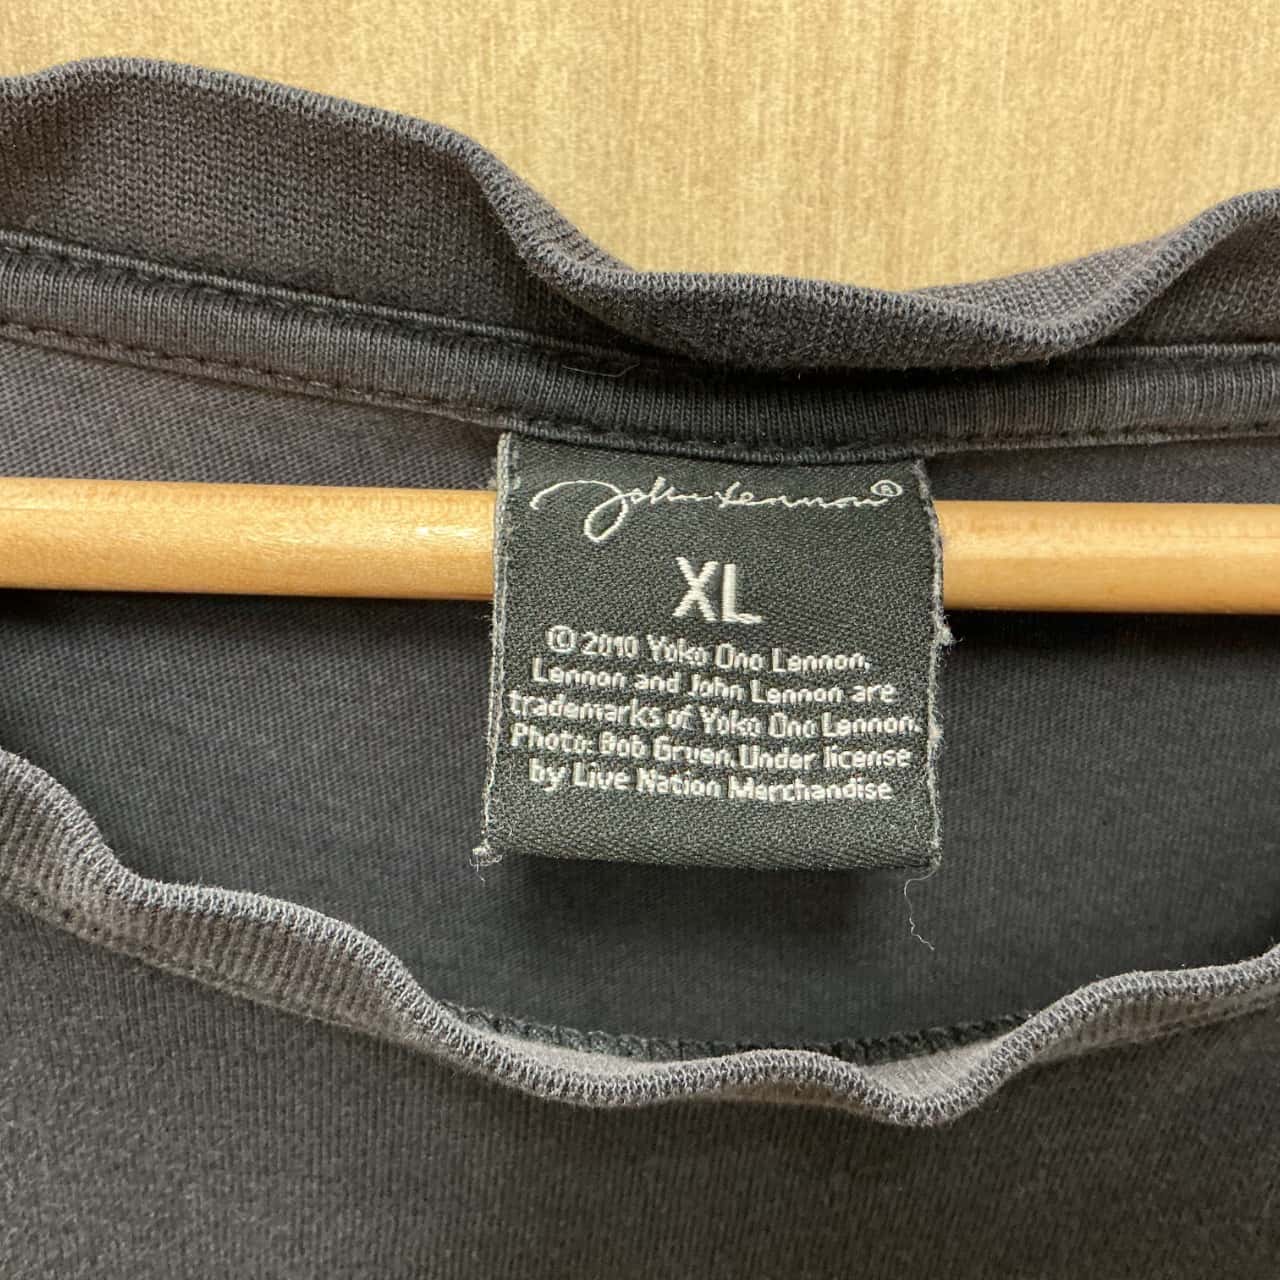 John Lennon®
XL
© 2010 Yoko Ono Lennon.
Lennon and John Lennon are
trademarks of Yoko Ono Lennon.
Photo: Bob Gruen. Under license
by Live Nation Merchandise